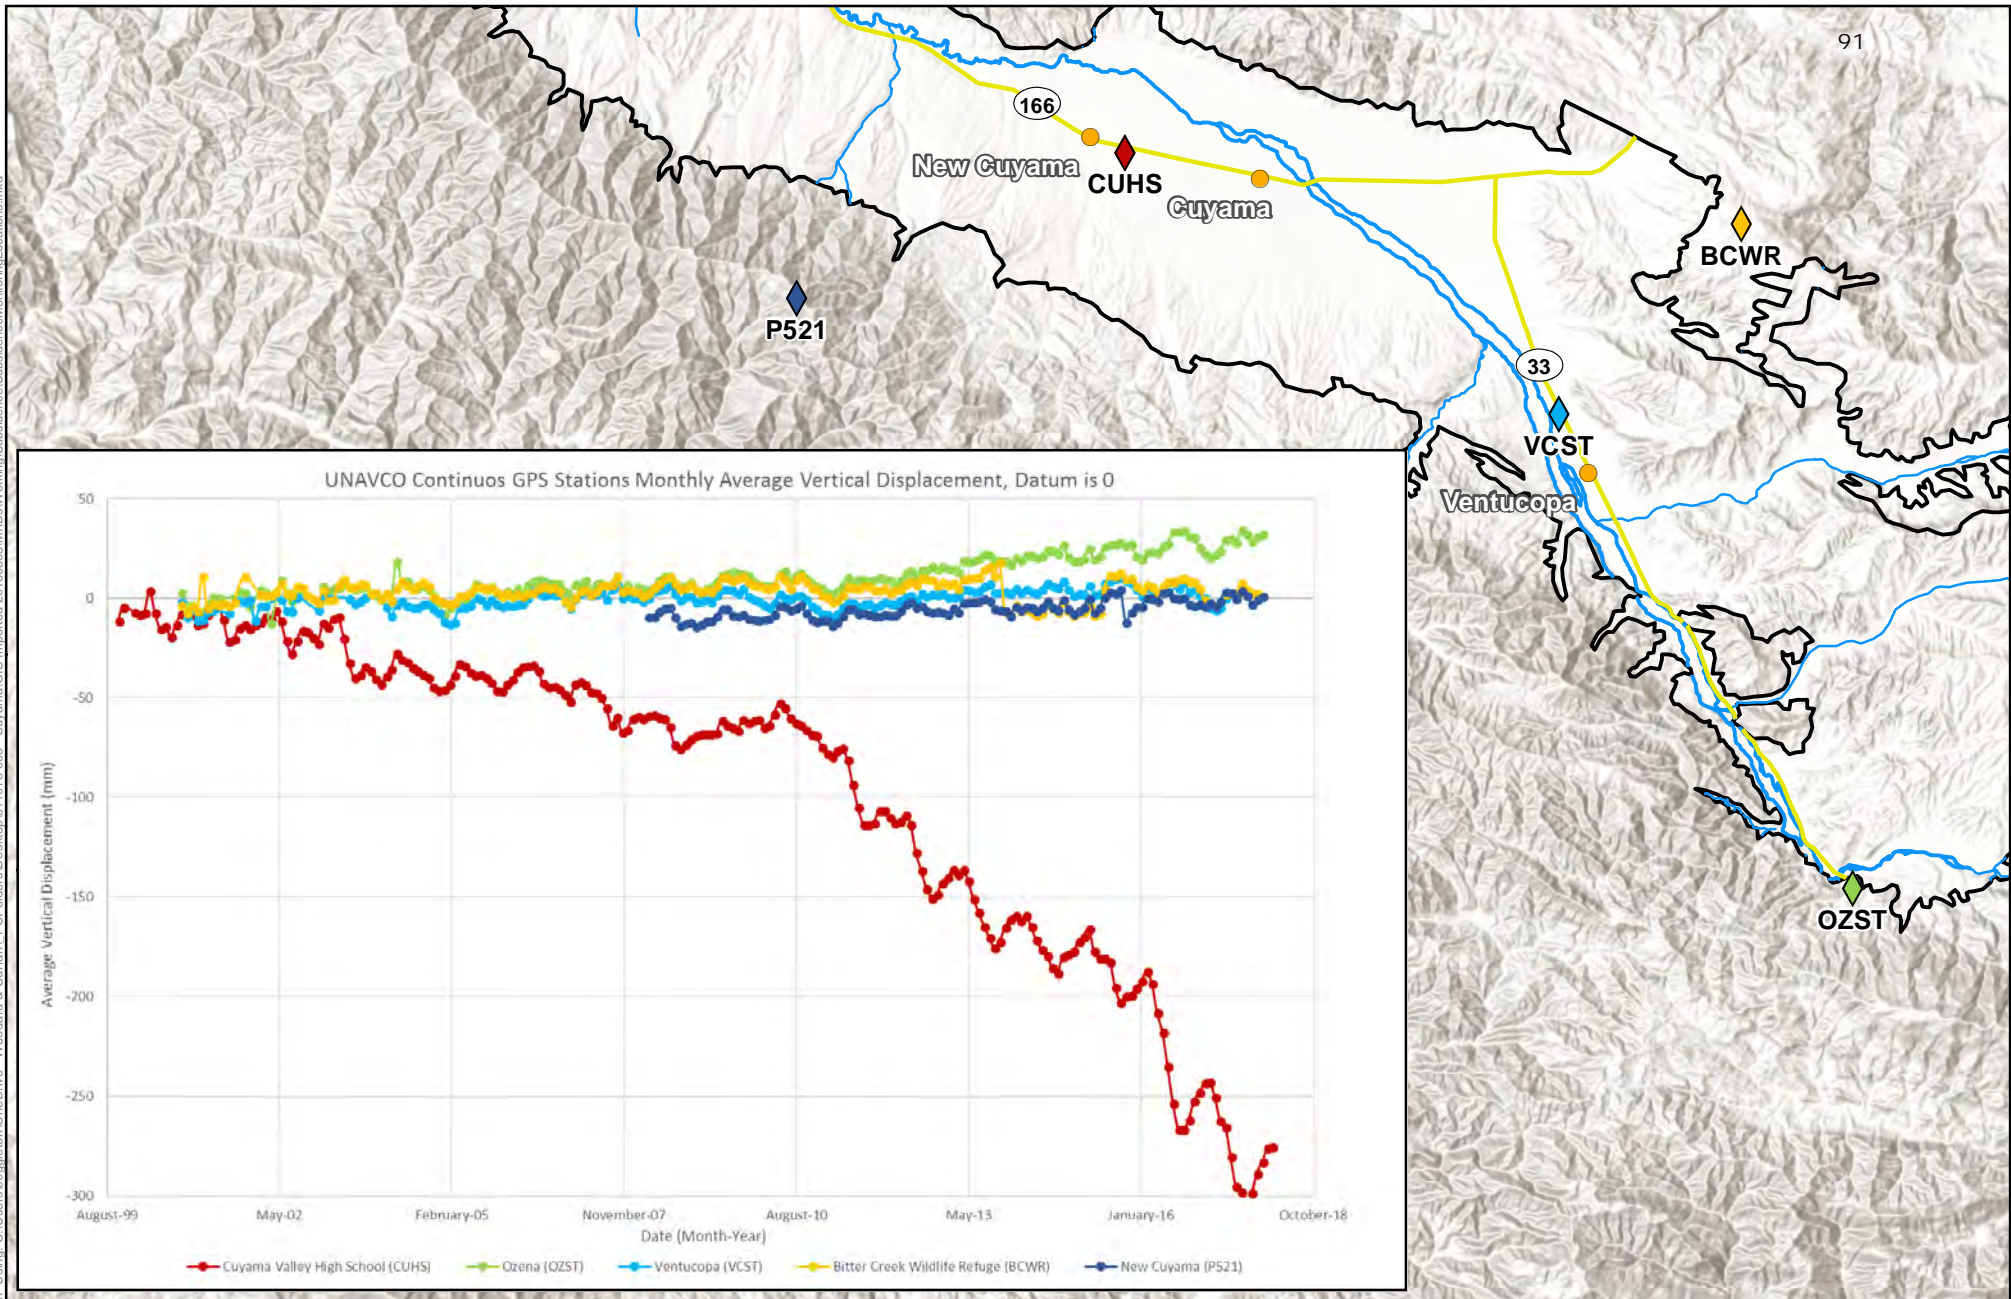 91
166
New Cuyama
CUHS
Cuyama
BCWR
P521
33
VCST
Ventucopa
OZST
UNAVCO Continuos GPS Stations Monthly Average Vertical Displacement, Datum is 0
Average Vertical Displacement (mm)
50
0
-50
-100
-150
-200
-250
-300
August-99 May-02 February-05 November-07 August-10 May-13 January-16 October-18
Date (Month-Year)
Cuyama Valley High School (CUHS) Ozena (OZST) Ventucopa (VCST) Bitter Creek Wildlife Refuge (BCWR) New Cuyama (P521)